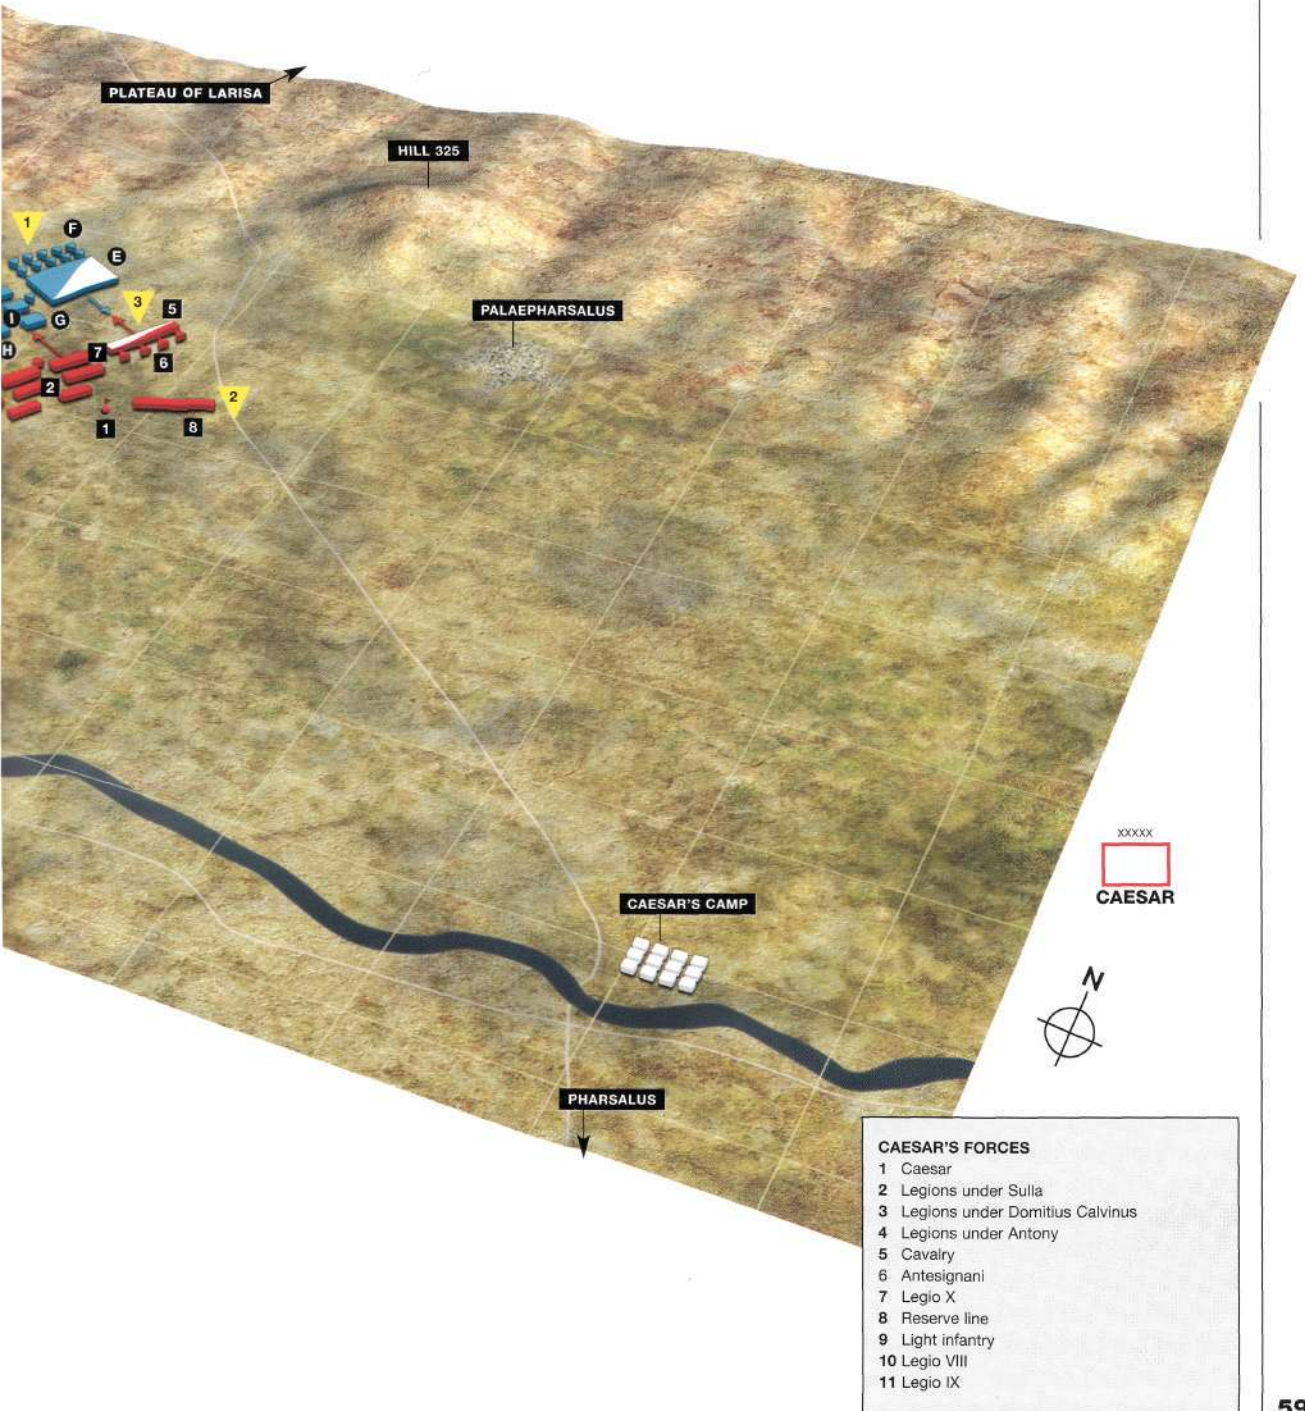 PLATEAU OF LARISA
HILL 325
1
F
E
3
5
PALAEPHARSALUS
I
G
H
7
6
2
2
1
8
XXXXX
CAESAR
CAESAR'S CAMP
N
PHARSALUS
CAESAR'S FORCES
1 Caesar
2 Legions under Sulla
3 Legions under Domitius Calvinus
4 Legions under Antony
5 Cavalry
6 Antesignani
7 Legio X
8 Reserve line
9 Light infantry
10 Legio VIII
11 Legio IX
59